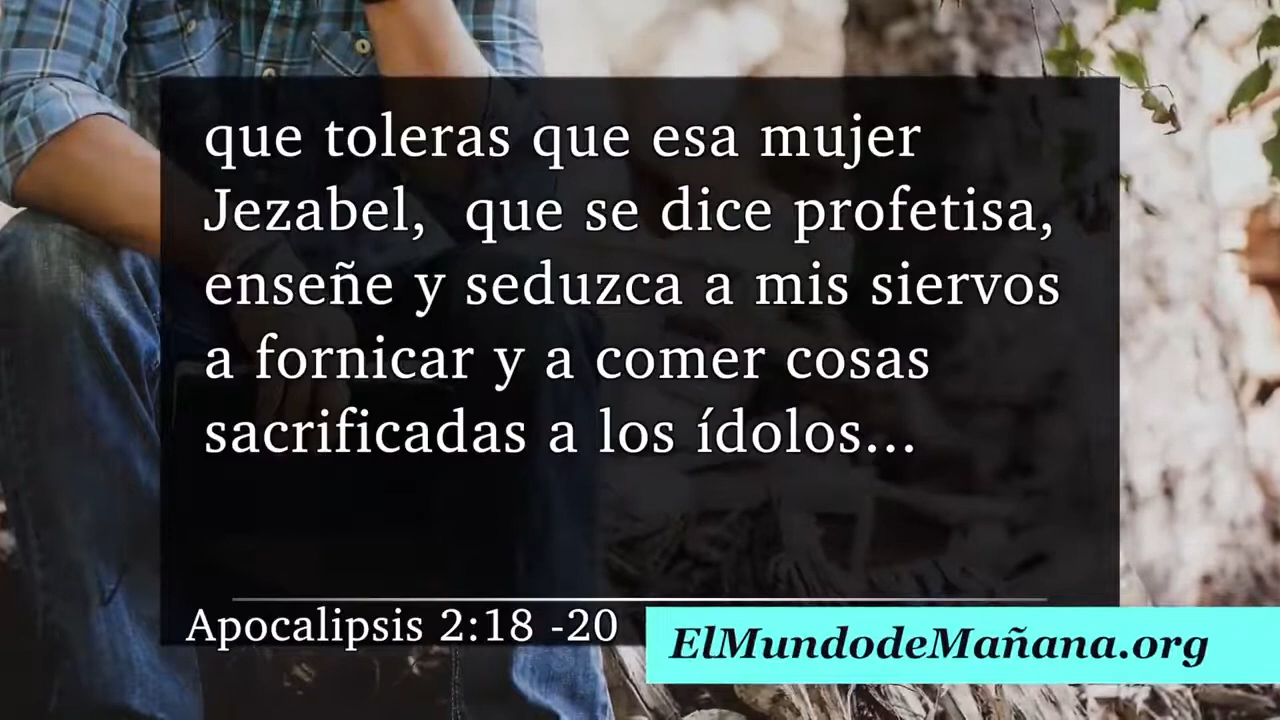 que toleras que esa mujer
Jezabel, que se dice profetisa,
enseñe y seduzca a mis siervos
a fornicar y a comer cosas
sacrificadas a los ídolos...
Apocalipsis 2:18 -20
ElMundodeMañana.org